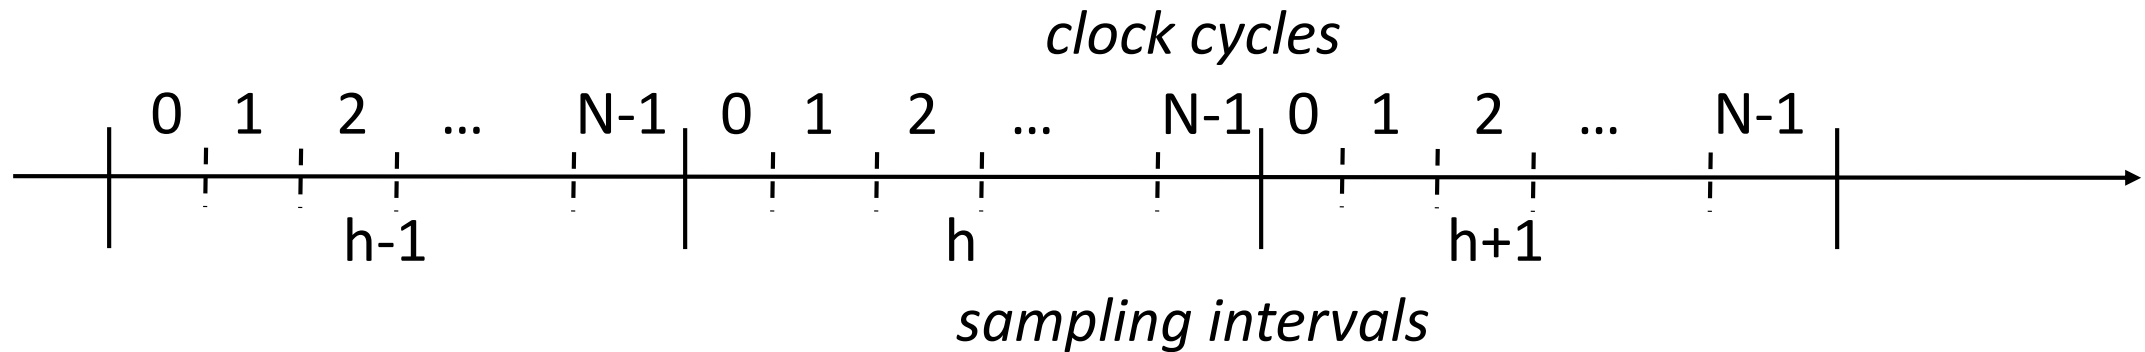 clock cycles
0 1 2 ... N-1 0 1 2 ... N-1 0 1 2 ... N-1
h-1 h h+1
sampling intervals